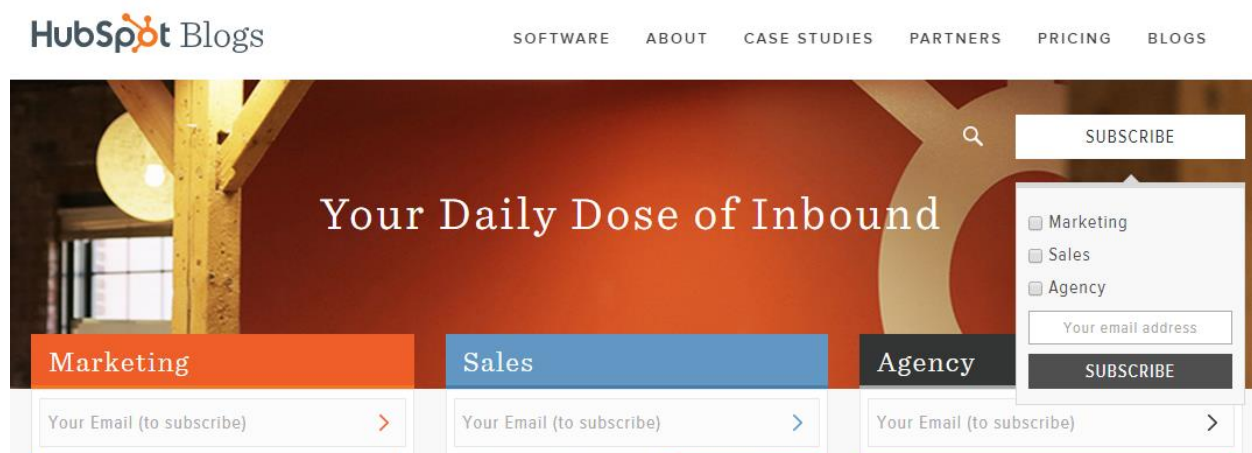 HubSpot Blogs
SOFTWARE ABOUT CASE STUDIES PARTNERS PRICING BLOGS
SUBSCRIBE
Your Daily Dose of Inbound
Marketing
Sales
Agency
Your email address
SUBSCRIBE
Marketing
Your Email (to subscribe)
Sales
Your Email (to subscribe)
Agency
Your Email (to subscribe)